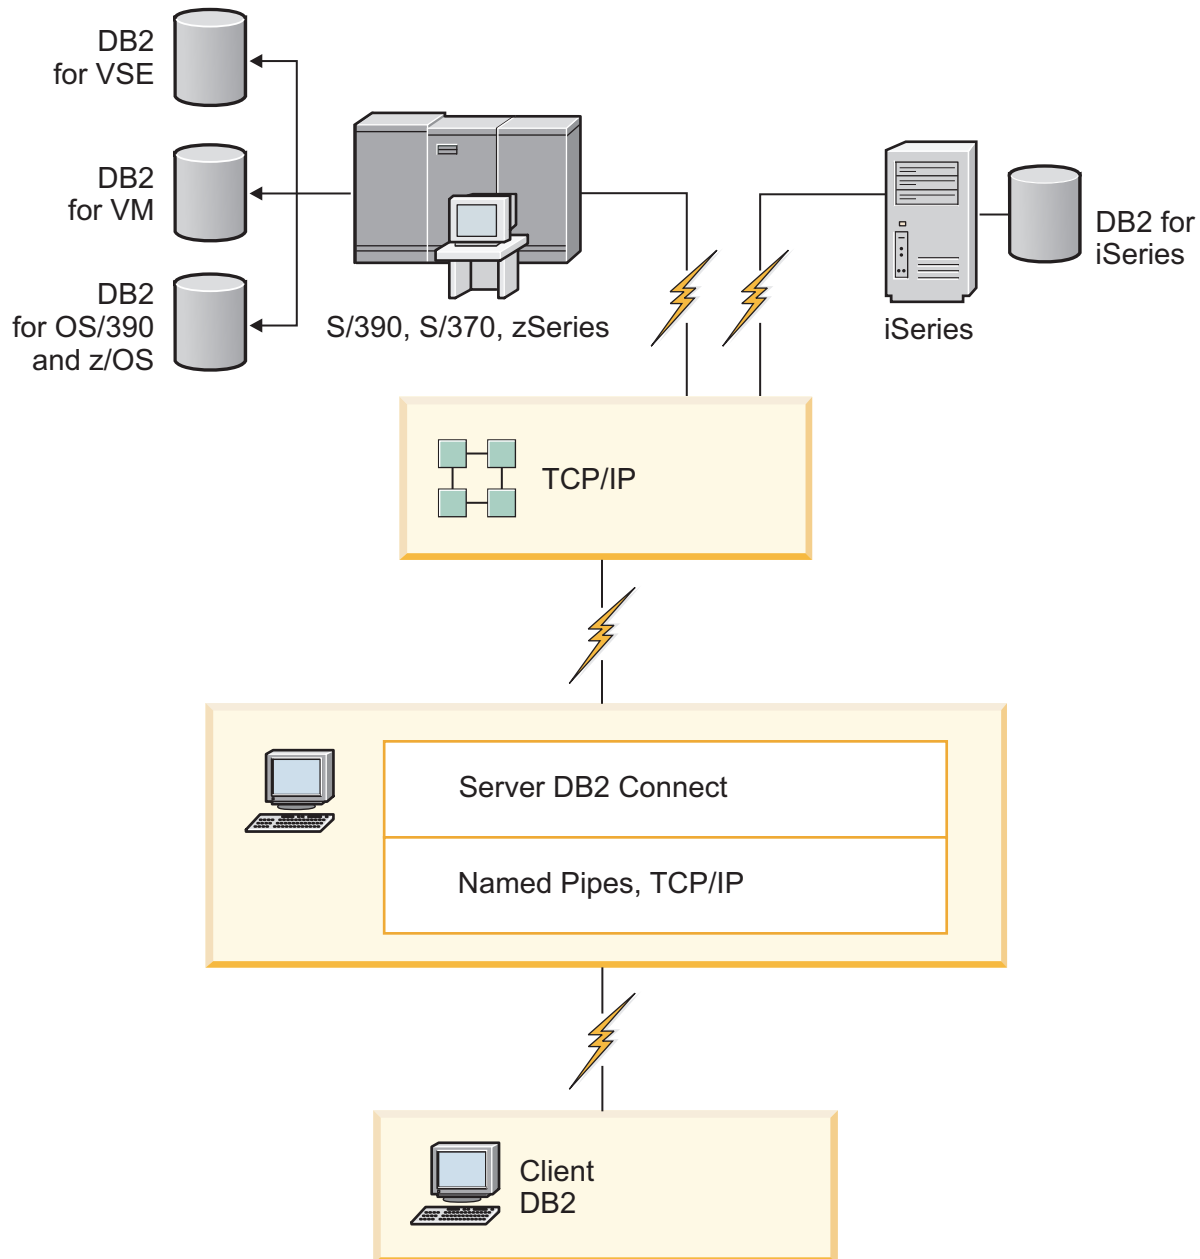 DB2
for VSE
DB2
for VM
DB2
for OS/390
and z/OS
S/390, S/370, zSeries
iSeries
DB2 for
iSeries
TCP/IP
Server DB2 Connect
Named Pipes, TCP/IP
Client
DB2